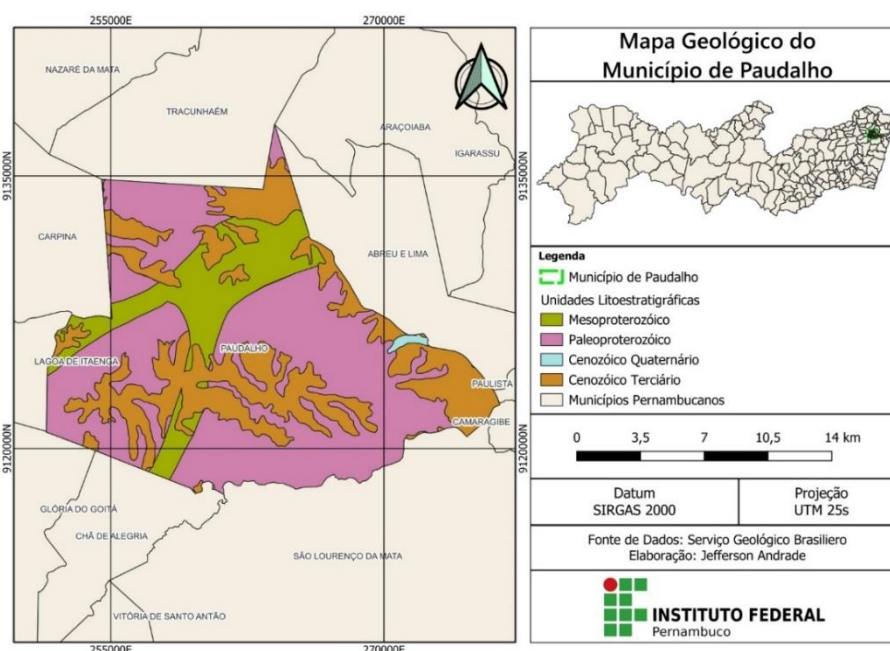 255000E
270000E
NAZARÉ DA MATA
TRACUNHAÉM
ARAÇOIABA
IGARASSU
9135000N
9135000N
CARPINA
ABREU E LIMA
LAGOA DE ITAENGA
PAUDALHO
PAULISTA
CAMARAGIBE
9120000N
9120000N
GLÓRIA DO GOITÁ
CHÃ DE ALEGRIA
SÃO LOURENÇO DA MATA
VITÓRIA DE SANTO ANTÃO
255000E
270000E
Mapa Geológico do
Município de Paudalho
Legenda
Município de Paudalho
Unidades Litoestratigráficas
Mesoproterozóico
Paleoproterozóico
Cenozóico Quaternário
Cenozóico Terciário
Municípios Pernambucanos
0 3,5 7 10,5 14 km
Datum
SIRGAS 2000
Projeção
UTM 25s
Fonte de Dados: Serviço Geológico Brasiliero
Elaboração: Jefferson Andrade
INSTITUTO FEDERAL
Pernambuco